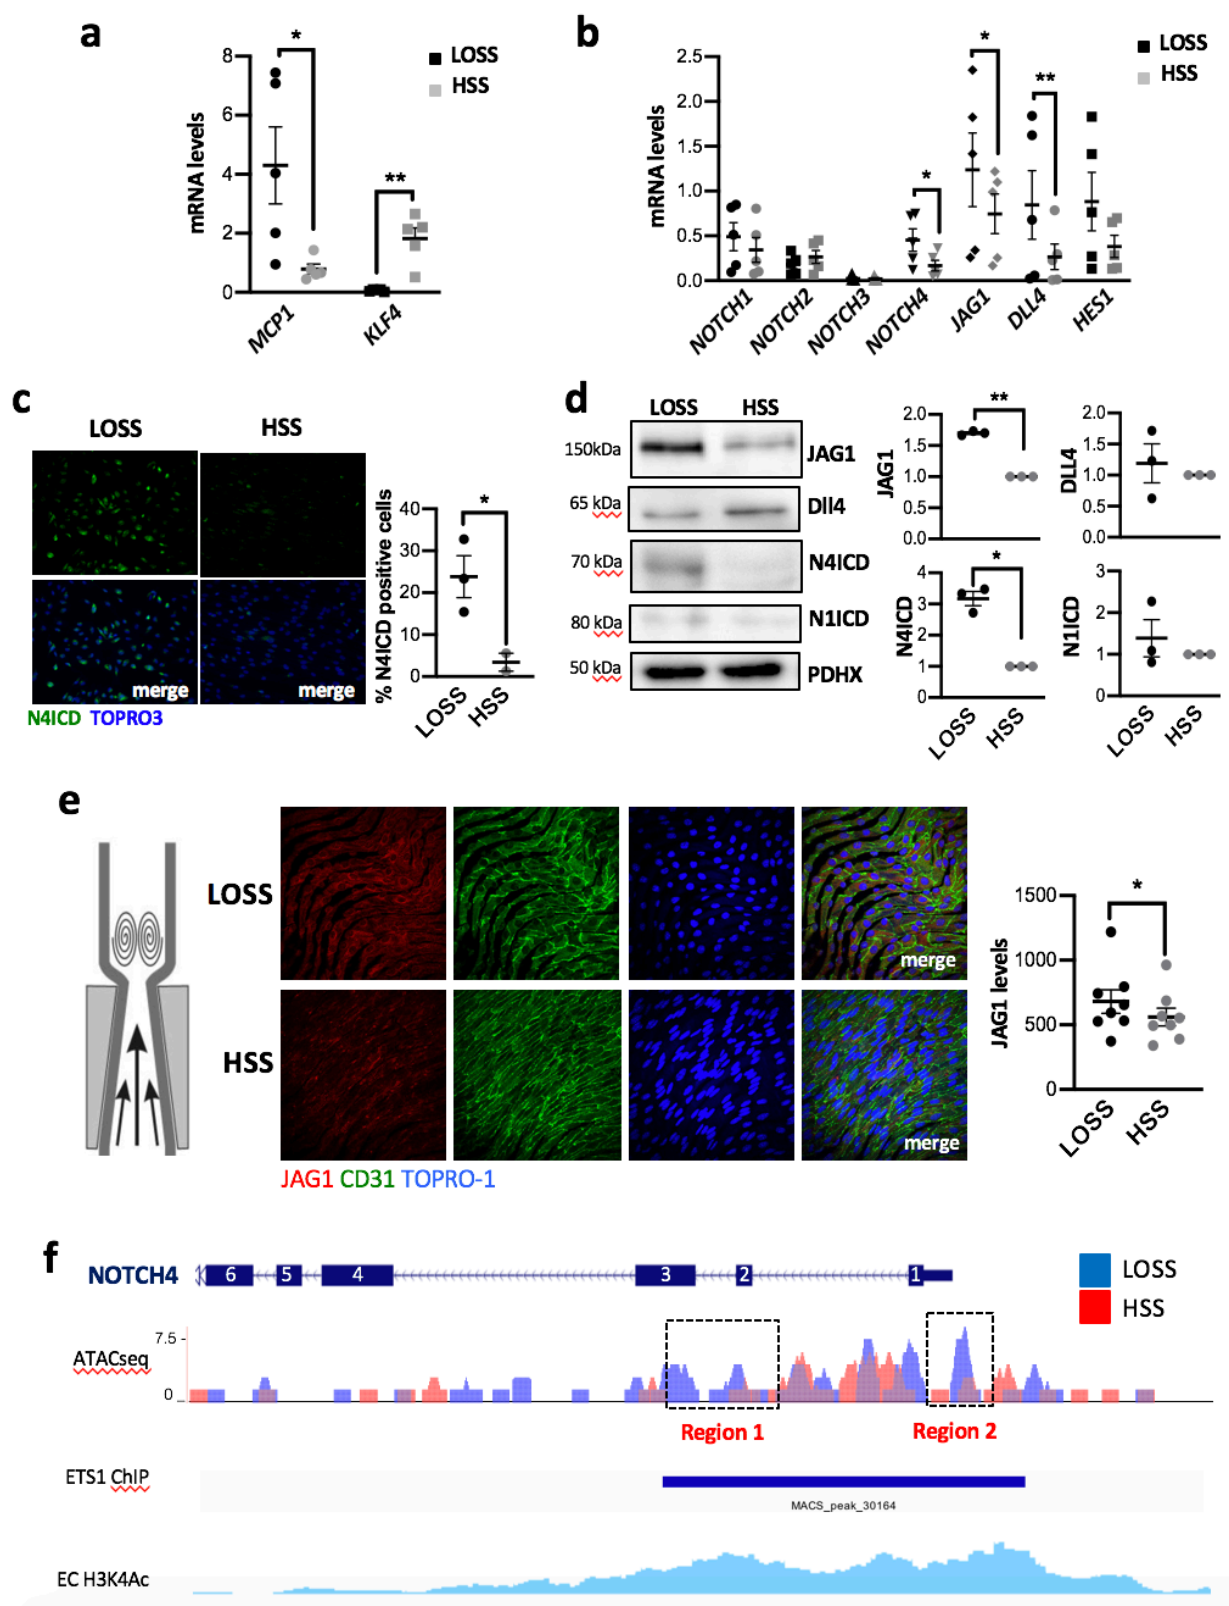 a
*
LOSS
HSS
8
6
4
2
0
mRNA levels
**
MCP1
KLF4
b
*
LOSS
HSS
2.5
2.0
1.5
1.0
0.5
0.0
mRNA levels
**
*
NOTCH1
NOTCH2
NOTCH3
NOTCH4
JAG1
DLL4
HES1
c
LOSS
HSS
merge
merge
N4ICD TOPRO3
% N4ICD positive cells
40
30
20
10
0
*
LOSS
HSS
d
LOSS
HSS
150kDa
JAG1
65 kDa
Dll4
70 kDa
N4ICD
80 kDa
N1ICD
50 kDa
PDHX
JAG1
2.0
1.5
1.0
0.5
0.0
**
DLL4
2.0
1.5
1.0
0.5
0.0
N4ICD
4
3
2
1
0
*
LOSS
HSS
N1ICD
3
2
1
0
LOSS
HSS
e
LOSS
merge
HSS
merge
JAG1 CD31 TOPRO-1
JAG1 levels
1500
1000
500
0
*
LOSS
HSS
f
NOTCH4
6 5 4 3 2 1
LOSS
HSS
7.5
ATACseq
0
Region 1
Region 2
ETS1 ChIP
MACS_peak_30164
EC H3K4Ac